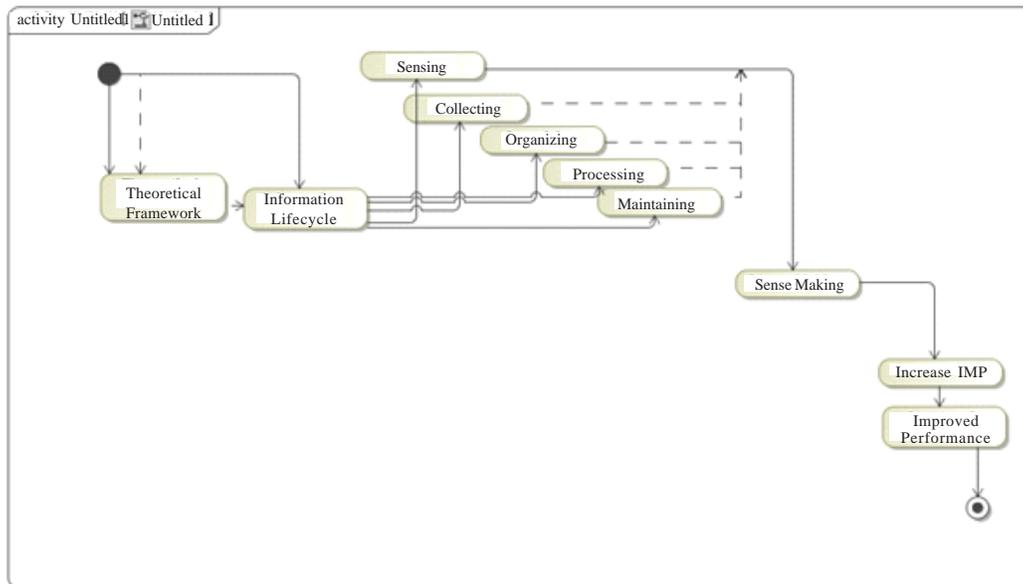 activity Untitled1 Untitled 1
Sensing
Collecting
Organizing
Processing
Maintaining
Theoretical
Framework
Information
Lifecycle
Sense Making
Increase IMP
Improved
Performance